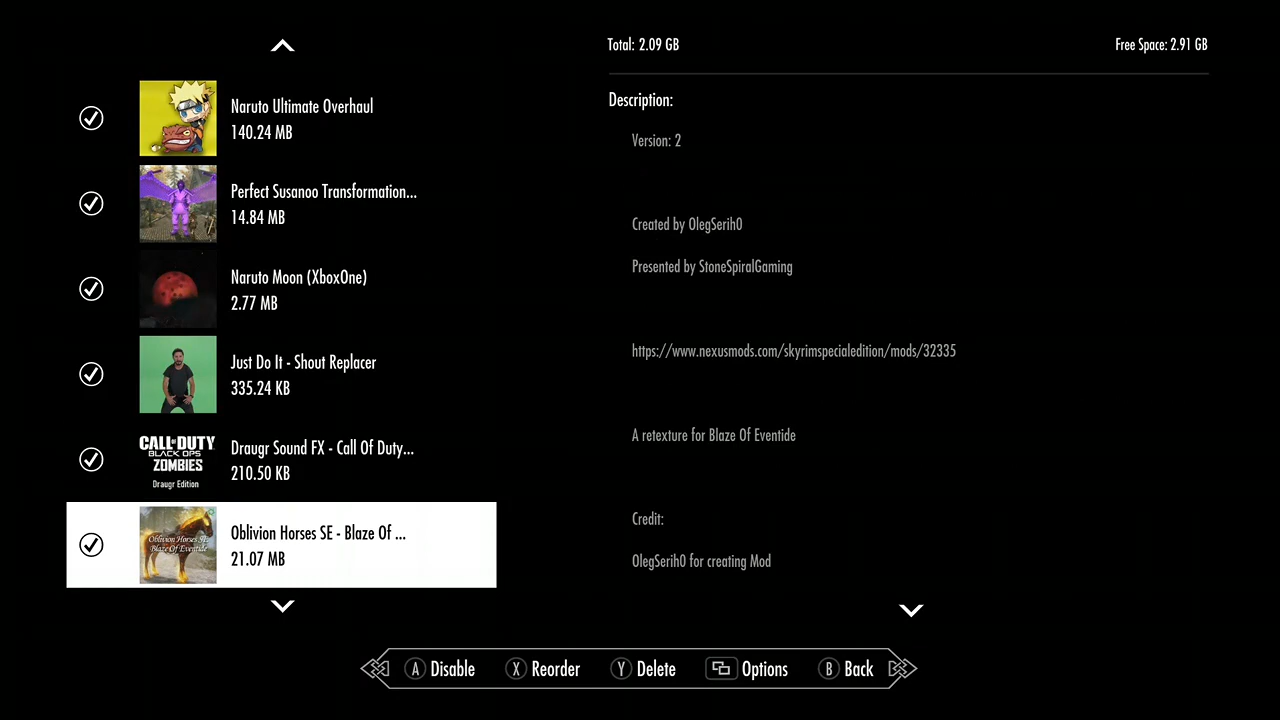 Total: 2.09 GB
Free Space: 2.91 GB
Naruto Ultimate Overhaul
140.24 MB
Perfect Susanoo Transformation...
14.84 MB
Naruto Moon (XboxOne)
2.77 MB
Just Do It - Shout Replacer
335.24 KB
CALL OF DUTY
BLACK OPS
ZOMBIES
Draugr Edition
Draugr Sound FX - Call Of Duty...
210.50 KB
Oblivion Horses SE
Blaze Of Eventide
Oblivion Horses SE - Blaze Of ...
21.07 MB
Description:
Version: 2
Created by OlegSerih0
Presented by StoneSpiralGaming
https://www.nexusmods.com/skyrimspecialedition/mods/32335
A retexture for Blaze Of Eventide
Credit:
OlegSerih0 for creating Mod
A Disable
X Reorder
Y Delete
Options
B Back